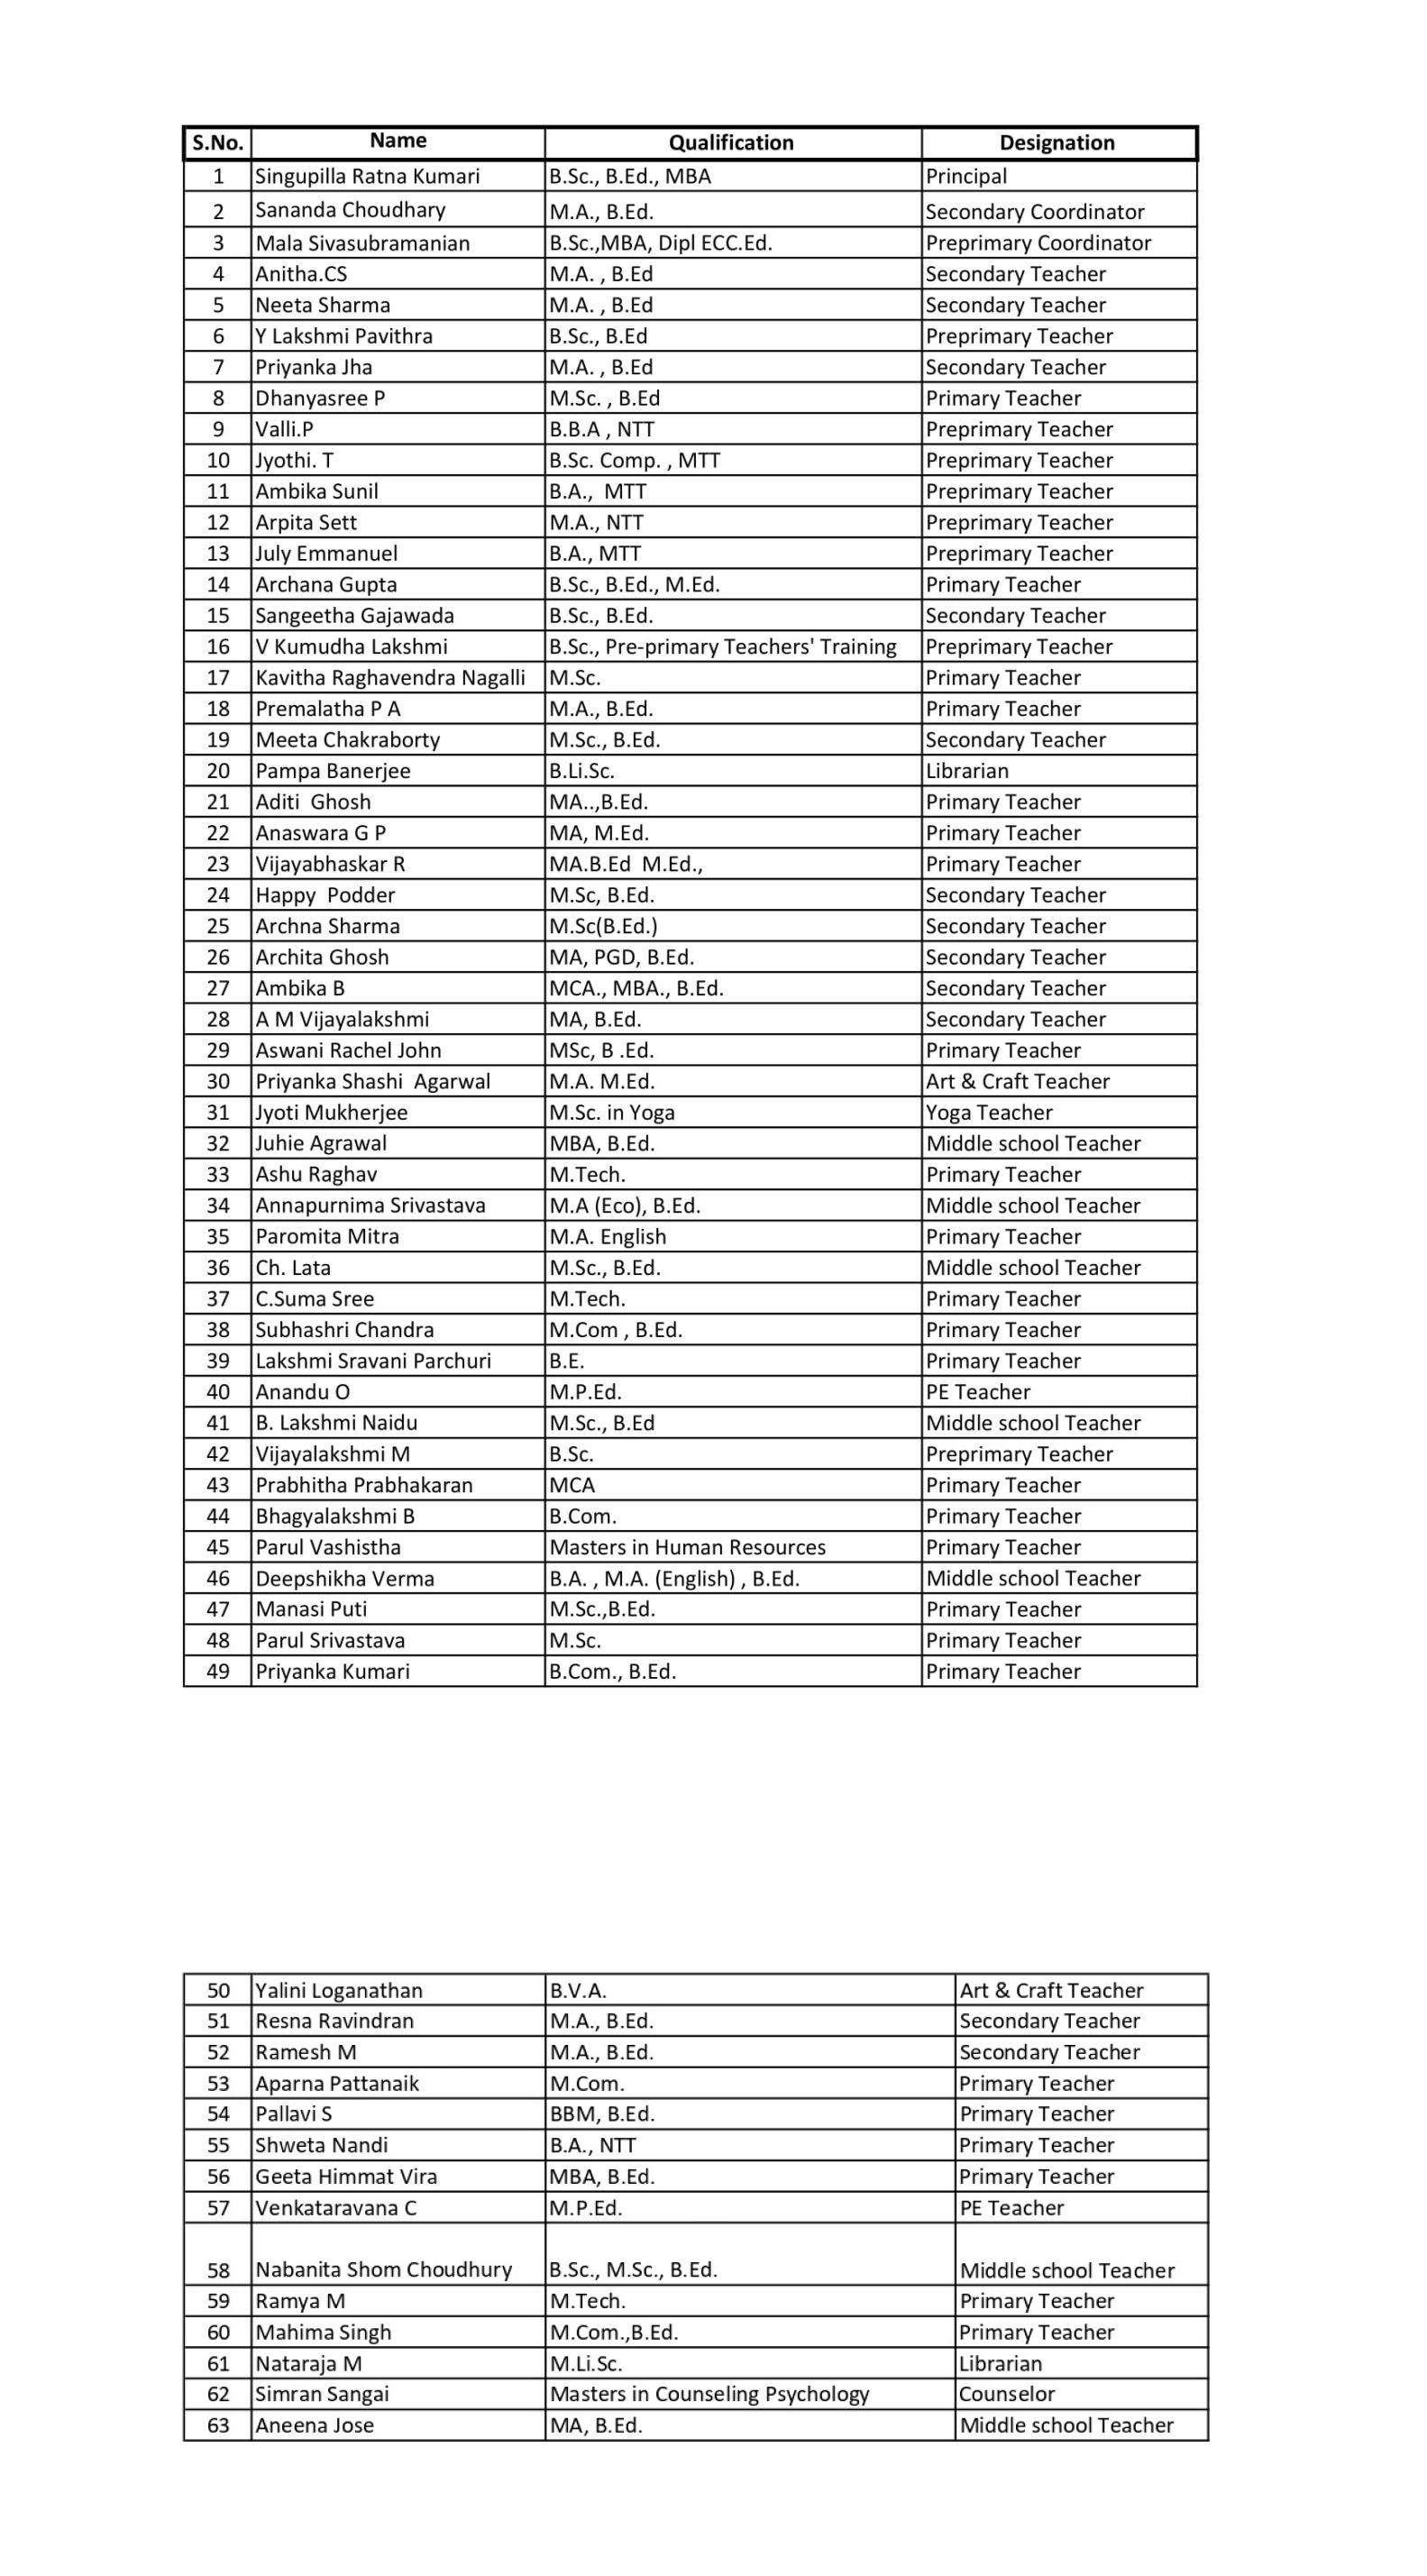 S.No. Name Qualification Designation
1 Singupilla Ratna Kumari B.Sc., B.Ed., MBA Principal
2 Sananda Choudhary M.A., B.Ed. Secondary Coordinator
3 Mala Sivasubramanian B.Sc.,MBA, Dipl ECC.Ed. Preprimary Coordinator
4 Anitha.CS M.A. , B.Ed Secondary Teacher
5 Neeta Sharma M.A. , B.Ed Secondary Teacher
6 Y Lakshmi Pavithra B.Sc., B.Ed Preprimary Teacher
7 Priyanka Jha M.A. , B.Ed Secondary Teacher
8 Dhanyasree P M.Sc. , B.Ed Primary Teacher
9 Valli.P B.B.A , NTT Preprimary Teacher
10 Jyothi. T B.Sc. Comp. , MTT Preprimary Teacher
11 Ambika Sunil B.A., MTT Preprimary Teacher
12 Arpita Sett M.A., NTT Preprimary Teacher
13 July Emmanuel B.A., MTT Preprimary Teacher
14 Archana Gupta B.Sc., B.Ed., M.Ed. Primary Teacher
15 Sangeetha Gajawada B.Sc., B.Ed. Secondary Teacher
16 V Kumudha Lakshmi B.Sc., Pre-primary Teachers' Training Preprimary Teacher
17 Kavitha Raghavendra Nagalli M.Sc. Primary Teacher
18 Premalatha P A M.A., B.Ed. Primary Teacher
19 Meeta Chakraborty M.Sc., B.Ed. Secondary Teacher
20 Pampa Banerjee B.Li.Sc. Librarian
21 Aditi Ghosh MA..,B.Ed. Primary Teacher
22 Anaswara G P MA, M.Ed. Primary Teacher
23 Vijayabhaskar R MA.B.Ed M.Ed., Primary Teacher
24 Happy Podder M.Sc, B.Ed. Secondary Teacher
25 Archna Sharma M.Sc(B.Ed.) Secondary Teacher
26 Archita Ghosh MA, PGD, B.Ed. Secondary Teacher
27 Ambika B MCA., MBA., B.Ed. Secondary Teacher
28 A M Vijayalakshmi MA, B.Ed. Secondary Teacher
29 Aswani Rachel John MSc, B .Ed. Primary Teacher
30 Priyanka Shashi Agarwal M.A. M.Ed. Art & Craft Teacher
31 Jyoti Mukherjee M.Sc. in Yoga Yoga Teacher
32 Juhie Agrawal MBA, B.Ed. Middle school Teacher
33 Ashu Raghav M.Tech. Primary Teacher
34 Annapurnima Srivastava M.A (Eco), B.Ed. Middle school Teacher
35 Paromita Mitra M.A. English Primary Teacher
36 Ch. Lata M.Sc., B.Ed. Middle school Teacher
37 C.Suma Sree M.Tech. Primary Teacher
38 Subhashri Chandra M.Com , B.Ed. Primary Teacher
39 Lakshmi Sravani Parchuri B.E. Primary Teacher
40 Anandu O M.P.Ed. PE Teacher
41 B. Lakshmi Naidu M.Sc., B.Ed Middle school Teacher
42 Vijayalakshmi M B.Sc. Preprimary Teacher
43 Prabhitha Prabhakaran MCA Primary Teacher
44 Bhagyalakshmi B B.Com. Primary Teacher
45 Parul Vashistha Masters in Human Resources Primary Teacher
46 Deepshikha Verma B.A. , M.A. (English) , B.Ed. Middle school Teacher
47 Manasi Puti M.Sc.,B.Ed. Primary Teacher
48 Parul Srivastava M.Sc. Primary Teacher
49 Priyanka Kumari B.Com., B.Ed. Primary Teacher
50 Yalini Loganathan B.V.A. Art & Craft Teacher
51 Resna Ravindran M.A., B.Ed. Secondary Teacher
52 Ramesh M M.A., B.Ed. Secondary Teacher
53 Aparna Pattanaik M.Com. Primary Teacher
54 Pallavi S BBM, B.Ed. Primary Teacher
55 Shweta Nandi B.A., NTT Primary Teacher
56 Geeta Himmat Vira MBA, B.Ed. Primary Teacher
57 Venkataravana C M.P.Ed. PE Teacher
58 Nabanita Shom Choudhury B.Sc., M.Sc., B.Ed. Middle school Teacher
59 Ramya M M.Tech. Primary Teacher
60 Mahima Singh M.Com.,B.Ed. Primary Teacher
61 Nataraja M M.Li.Sc. Librarian
62 Simran Sangai Masters in Counseling Psychology Counselor
63 Aneena Jose MA, B.Ed. Middle school Teacher